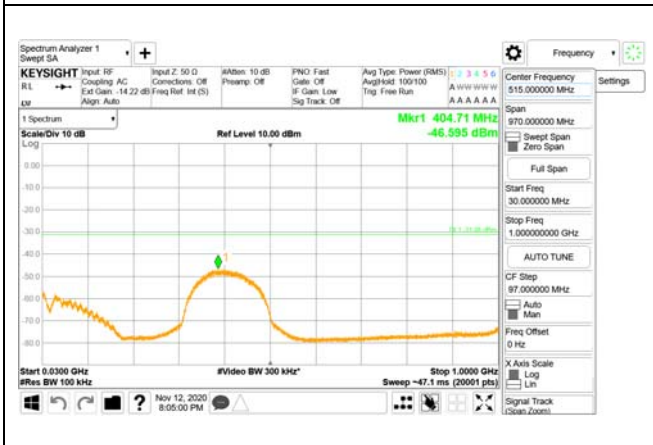 Spectrum Analyzer 1
Swept SA
Frequency
KEYSIGHT
RL
Input: RF
Coupling: AC
Ext Gain: -14.22 dB
Align: Auto
Input Z: 50 Ω
Corrections: Off
Freq Ref: Int (S)
#Atten: 10 dB
Preamp: Off
PNO: Fast
Gate: Off
IF Gain: Low
Sig Track: Off
Avg Type: Power (RMS)
Avg|Hold: 100/100
Trig: Free Run
1 2 3 4 5 6
A W W W W W
A A A A A A
Center Frequency
515.000000 MHz
Settings
1 Spectrum
Scale/Div 10 dB
Ref Level 10.00 dBm
Mkr1 404.71 MHz
-46.595 dBm
Span
970.000000 MHz
Swept Span
Zero Span
Log
0.00
-10.0
-20.0
-30.0
-40.0
-50.0
-60.0
-70.0
-80.0
1
Full Span
Start Freq
30.000000 MHz
Stop Freq
1.000000000 GHz
AUTO TUNE
CF Step
97.000000 MHz
Auto
Man
Freq Offset
0 Hz
X Axis Scale
Log
Lin
Signal Track
(Span Zoom)
Start 0.0300 GHz
#Res BW 100 kHz
#Video BW 300 kHz*
Stop 1.0000 GHz
Sweep ~47.1 ms (20001 pts)
?
Nov 12, 2020
8:05:00 PM